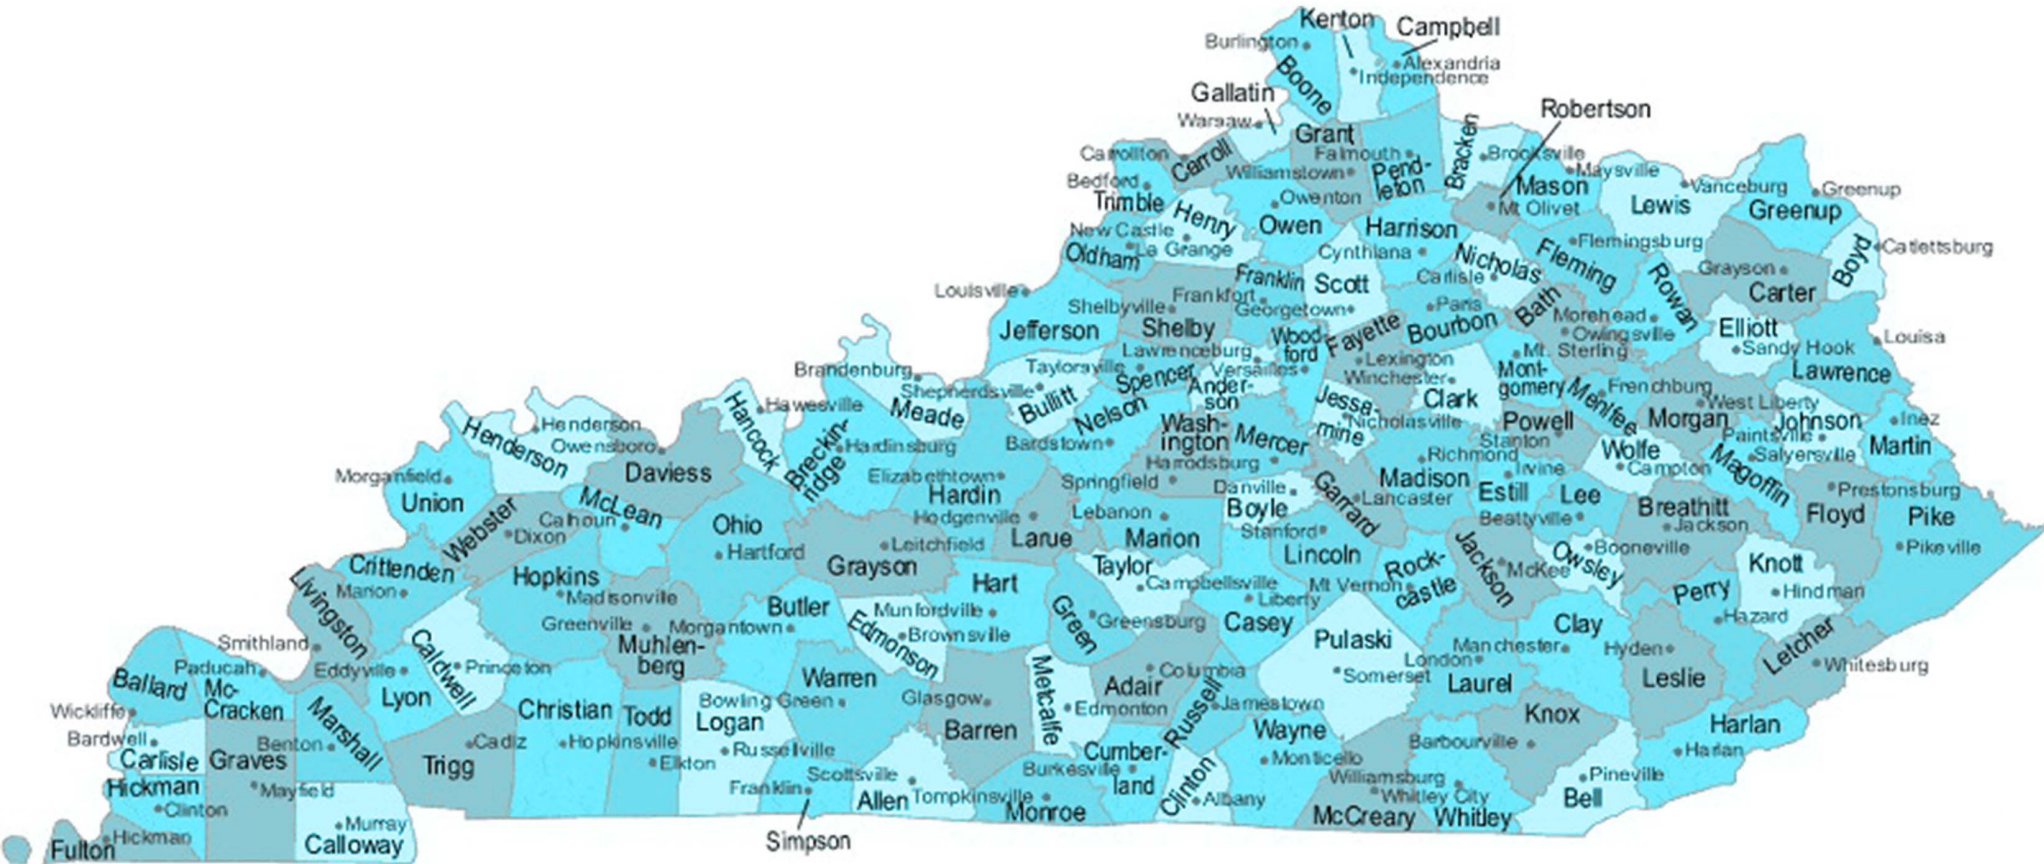 Kenton
Campbell
Burlington
Alexandria
Independence
Boone
Gallatin
Warsaw
Robertson
Grant
Bracken
Carrollton
Carroll
Falmouth
Brooksville
Williamstown
Pend-
leton
Maysville
Bedford
Mason
Vanceburg
Greenup
Trimble
Owenton
Mt Olivet
Lewis
Greenup
Henry
Owen
Harrison
New Castle
La Grange
Flemingsburg
Boyd
Catlettsburg
Oldham
Cynthiana
Nicholas
Fleming
Franklin
Scott
Carlisle
Rowan
Grayson
Carter
Louisville
Shelbyville
Frankfort
Georgetown
Paris
Bath
Morehead
Jefferson
Shelby
Wood-
ford
Fayette
Bourbon
Owingsville
Elliott
Louisa
Lawrenceburg
Lexington
Mt. Sterling
Sandy Hook
Brandenburg
Taylorsville
Spencer
Versailles
Winchester
Mont-
gomery
Lawrence
Shepherdsville
Ander-
son
Menifee
Frenchburg
Hancock
Hawesville
Meade
Bullitt
Nelson
Jessa-
mine
Clark
West Liberty
Henderson
Henderson
Nicholasville
Powell
Morgan
Johnson
Inez
Owensboro
Breckin-
ridge
Hardinsburg
Bardstown
Wash-
ington
Mercer
Stanton
Paintsville
Martin
Richmond
Wolfe
Salyersville
Daviess
Harrodsburg
Irvine
Campton
Magoffin
Morganfield
Elizabethtown
Springfield
Madison
Union
Hardin
Danville
Garrard
Lancaster
Estill
Lee
Prestonsburg
McLean
Boyle
Breathitt
Floyd
Pike
Webster
Calhoun
Ohio
Hodgenville
Lebanon
Beattyville
Jackson
Dixon
Hartford
Leitchfield
Larue
Marion
Stanford
Lincoln
Jackson
Owsley
Booneville
Pikeville
Crittenden
Hopkins
Grayson
Hart
Taylor
Rock-
castle
McKee
Knott
Livingston
Marion
Madisonville
Campbellsville
Mt Vernon
Perry
Hindman
Butler
Munfordville
Green
Liberty
Hazard
Greenville
Morgantown
Edmonson
Brownsville
Greensburg
Casey
Clay
Smithland
Caldwell
Muhlen-
berg
Pulaski
Manchester
Hyden
Letcher
Paducah
Eddyville
Princeton
Columbia
London
Whitesburg
Ballard
Mc-
Cracken
Lyon
Warren
Metcalfe
Adair
Somerset
Laurel
Leslie
Wickliffe
Marshall
Christian
Todd
Bowling Green
Logan
Glasgow
Edmonton
Russell
Jamestown
Knox
Harlan
Bardwell
Benton
Cadiz
Hopkinsville
Russellville
Barren
Wayne
Barbourville
Harlan
Carlisle
Graves
Trigg
Elkton
Cumber-
land
Monticello
Hickman
Mayfield
Franklin
Scottsville
Burkesville
Clinton
Williamsburg
Pineville
Clinton
Allen
Tompkinsville
Albany
Whitley City
Bell
Murray
Monroe
McCreary
Whitley
Fulton
Hickman
Calloway
Simpson